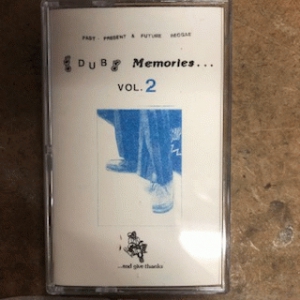 PAST PRESENT & FUTURE REGGAE
DUB Memories...
VOL. 2
...and give thanks